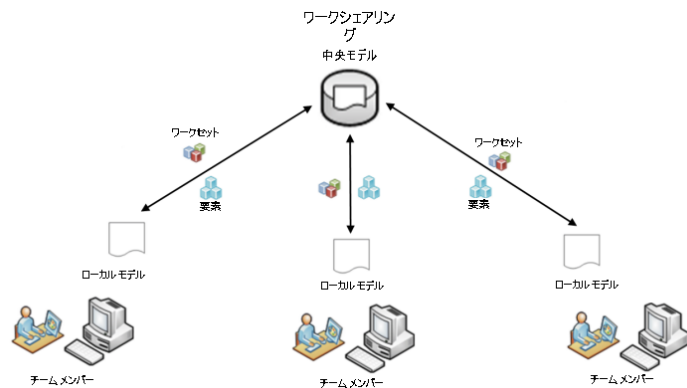 ワークシェアリン
グ
中央モデル
ワークセット
ワークセット
要素
要素
ローカル モデル
ローカル モデル
ローカル モデル
チーム メンバー
チーム メンバー
チーム メンバー